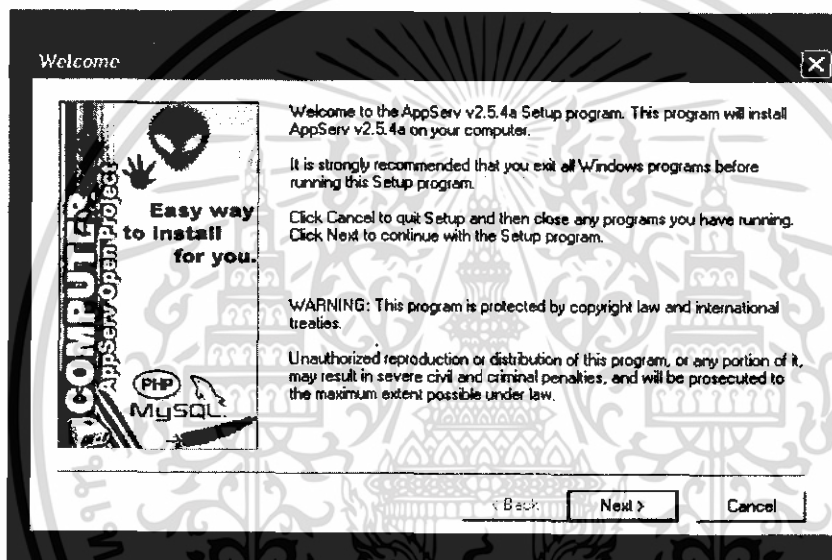 Welcome
Welcome to the AppServ v2.5.4a Setup program. This program will install
AppServ v2.5.4a on your computer.
It is strongly recommended that you exit all Windows programs before
running this Setup program.
Click Cancel to quit Setup and then close any programs you have running.
Click Next to continue with the Setup program.
WARNING: This program is protected by copyright law and international
treaties.
Unauthorized reproduction or distribution of this program, or any portion of it,
may result in severe civil and criminal penalties, and will be prosecuted to
the maximum extent possible under law.
COMPUTER
AppServ Open Project
Easy way
to install
for you.
PHP
MySQL
< Back
Next >
Cancel